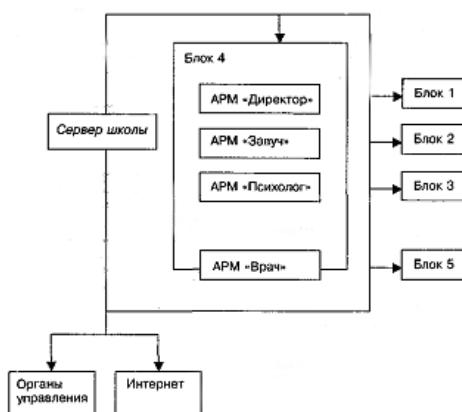 Блок 4
АРМ «Директор»
Блок 1
Сервер школы
АРМ «Завуч»
Блок 2
АРМ «Психолог»
Блок 3
АРМ «Врач»
Блок 5
Органы
управления
Интернет